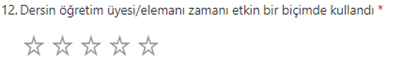 12. Dersin öğretim üyesi/elemanı zamanı etkin bir biçimde kullandı *